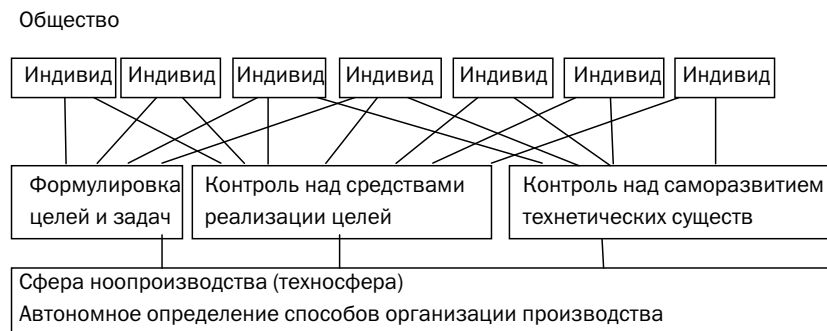 Общество
Индивид Индивид Индивид Индивид Индивид Индивид Индивид
Формулировка
целей и задач
Контроль над средствами
реализации целей
Контроль над саморазвитием
технетических существ
Сфера ноопроизводства (техносфера)
Автономное определение способов организации производства